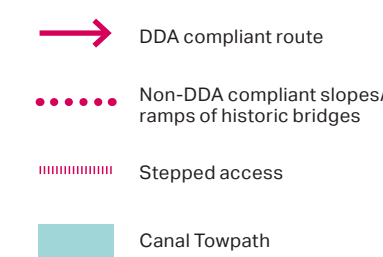 DDA compliant route
Non-DDA compliant slopes/
ramps of historic bridges
Stepped access
Canal Towpath